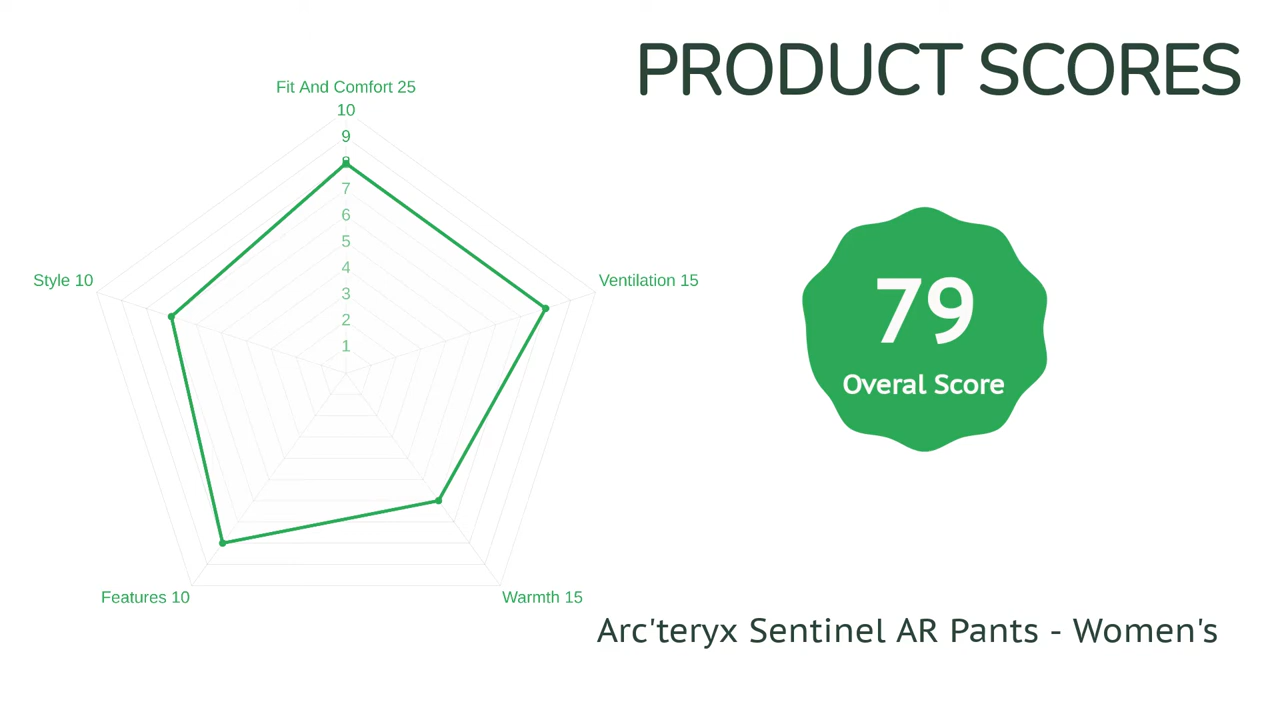 PRODUCT SCORES
Fit And Comfort 25
10
9
8
7
6
5
4
3
2
1
Style 10
Ventilation 15
Features 10
Warmth 15
79
Overal Score
Arc'teryx Sentinel AR Pants - Women's